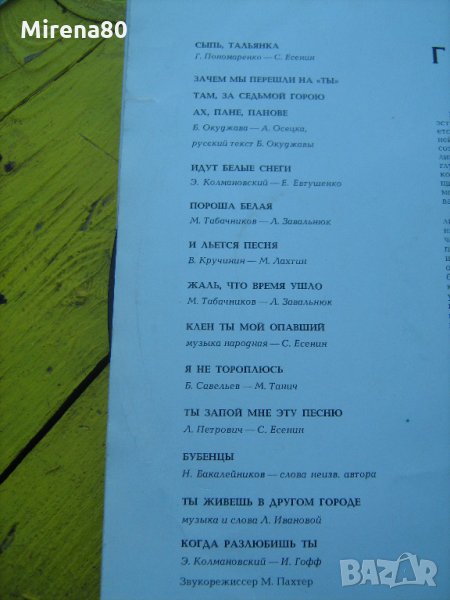 Mirena80
СЫПЬ, ТАЛЬЯНКА
Г. Пономаренко — С. Есенин
ЗАЧЕМ МЫ ПЕРЕШЛИ НА «ТЫ»
ТАМ, ЗА СЕДЬМОЙ ГОРОЮ
АХ, ПАНЕ, ПАНОВЕ
Б. Окуджава — А. Осецка,
русский текст Б. Окуджавы
ИДУТ БЕЛЫЕ СНЕГИ
Э. Колмановский — Е. Евтушенко
ПОРОША БЕЛАЯ
М. Табачников — Л. Завальнюк
И ЛЬЕТСЯ ПЕСНЯ
В. Кручинин — М. Лахтин
ЖАЛЬ, ЧТО ВРЕМЯ УШЛО
М. Табачников — Л. Завальнюк
КЛЕН ТЫ МОЙ ОПАВШИЙ
музыка народная — С. Есенин
Я НЕ ТОРОПЛЮСЬ
Б. Савельев — М. Танич
ТЫ ЗАПОЙ МНЕ ЭТУ ПЕСНЮ
Л. Петрович — С. Есенин
БУБЕНЦЫ
Н. Бакалейников — слова неизв. автора
ТЫ ЖИВЕШЬ В ДРУГОМ ГОРОДЕ
музыка и слова Л. Ивановой
КОГДА РАЗЛЮБИШЬ ТЫ
Э. Колмановский — И. Гофф
Звукорежиссер М. Пахтер
Г
BAZAR